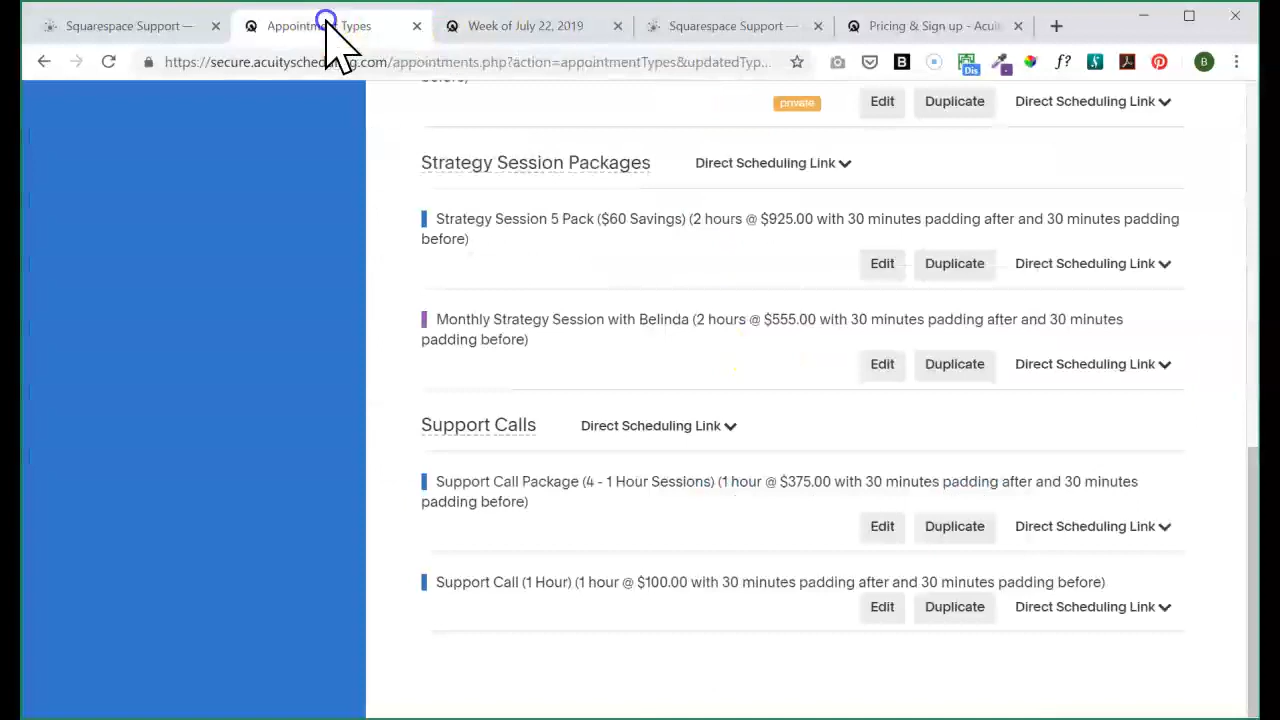 Squarespace Support —
Appointment Types
Week of July 22, 2019
Squarespace Support —
Pricing & Sign up - Acuit
https://secure.acuityscheduling.com/appointments.php?action=appointmentTypes&updatedTyp...
Dis
B
f?
B
before)
private
Edit
Duplicate
Direct Scheduling Link
Strategy Session Packages
Direct Scheduling Link
Strategy Session 5 Pack ($60 Savings) (2 hours @ $925.00 with 30 minutes padding after and 30 minutes padding
before)
Edit
Duplicate
Direct Scheduling Link
Monthly Strategy Session with Belinda (2 hours @ $555.00 with 30 minutes padding after and 30 minutes
padding before)
Edit
Duplicate
Direct Scheduling Link
Support Calls
Direct Scheduling Link
Support Call Package (4 - 1 Hour Sessions) (1 hour @ $375.00 with 30 minutes padding after and 30 minutes
padding before)
Edit
Duplicate
Direct Scheduling Link
Support Call (1 Hour) (1 hour @ $100.00 with 30 minutes padding after and 30 minutes padding before)
Edit
Duplicate
Direct Scheduling Link